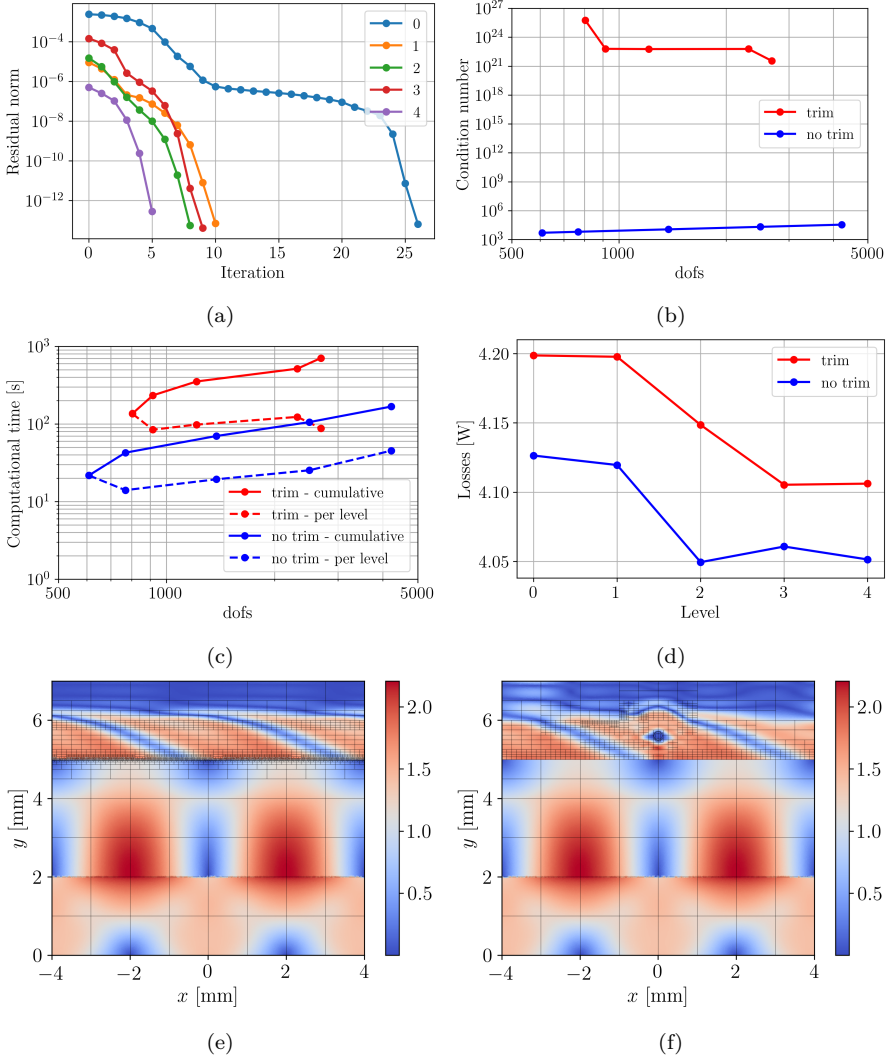 10^{-4}
10^{-6}
10^{-8}
10^{-10}
10^{-12}
Residual norm
0
1
2
3
4
0 5 10 15 20 25
Iteration
(a)
10^{27}
10^{24}
10^{21}
10^{18}
10^{15}
10^{12}
10^{9}
10^{6}
10^{3}
Condition number
trim
no trim
500 1000 5000
dofs
(b)
10^{3}
10^{2}
10^{1}
10^{0}
Computational time [s]
trim - cumulative
trim - per level
no trim - cumulative
no trim - per level
500 1000 5000
dofs
(c)
4.20
4.15
4.10
4.05
Losses [W]
trim
no trim
0 1 2 3 4
Level
(d)
6
4
2
0
y [mm]
−4 −2 0 2 4
x [mm]
2.0
1.5
1.0
0.5
(e)
6
4
2
0
y [mm]
−4 −2 0 2 4
x [mm]
2.0
1.5
1.0
0.5
(f)